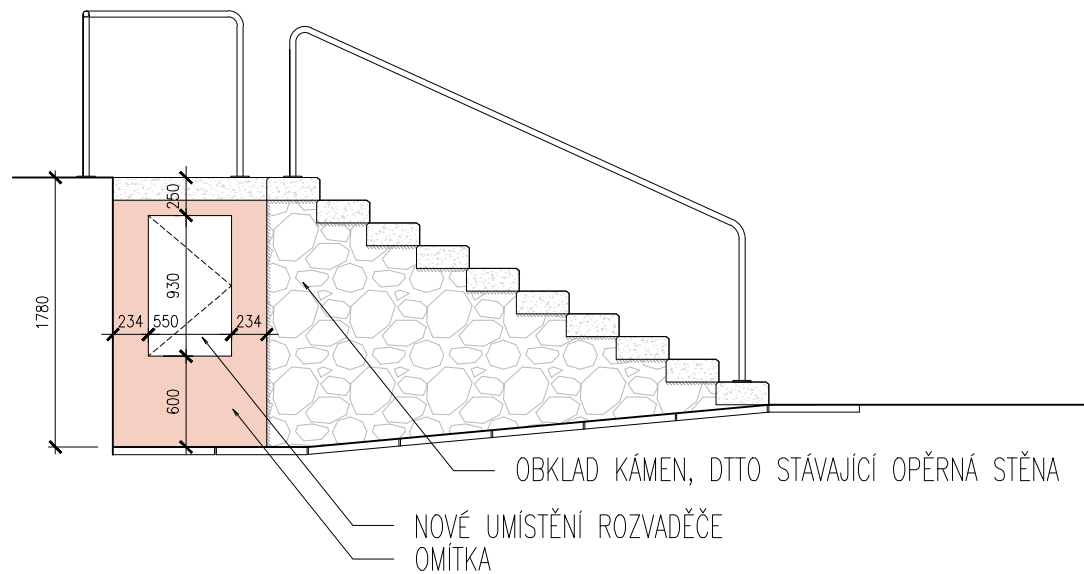 250
1780
930
234
550
234
600
OBKLAD KÁMEN, DTTO STÁVAJÍCÍ OPĚRNÁ STĚNA
NOVÉ UMÍSTĚNÍ ROZVADĚČE
OMÍTKA